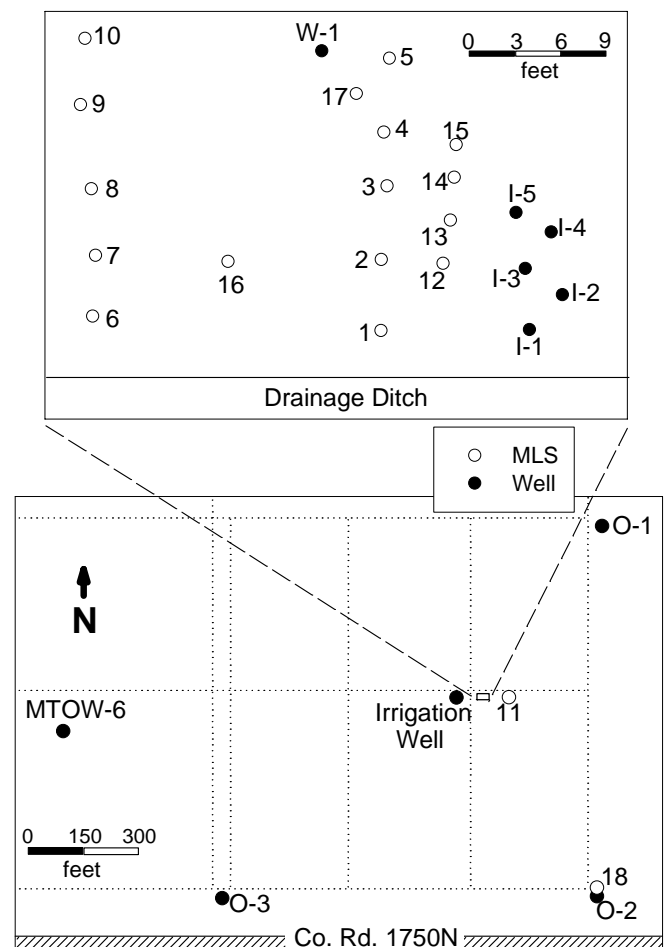 10
W-1
5
0 3 6 9
feet
17
9
4
15
8
3
14
I-5
I-4
13
7
2
I-3
16
12
I-2
6
1
I-1
Drainage Ditch
MLS
Well
O-1
N
MTOW-6
Irrigation
Well
11
0 150 300
feet
18
O-3
O-2
Co. Rd. 1750N